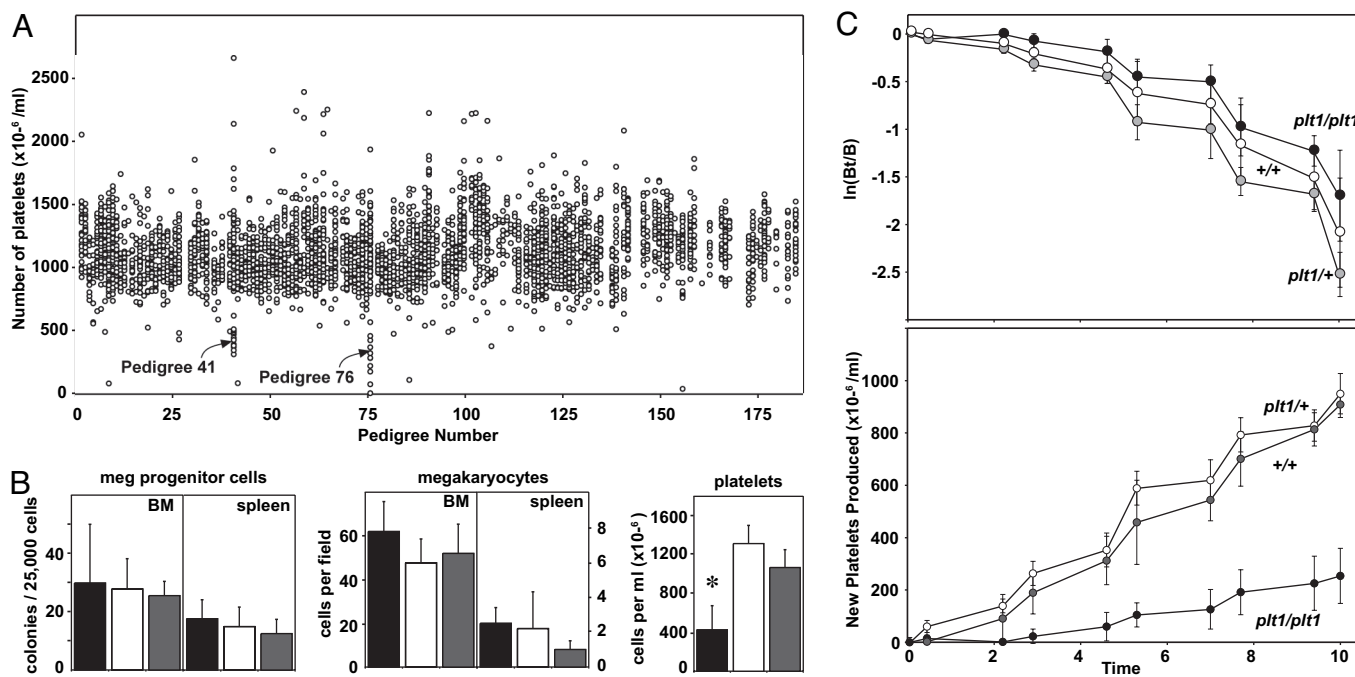 A
Number of platelets (x10-⁶ /ml)
2500
2000
1500
1000
500
0
Pedigree 41
Pedigree 76
0 25 50 75 100 125 150 175
Pedigree Number
B
meg progenitor cells
BM
spleen
colonies / 25,000 cells
40
20
0
megakaryocytes
BM
spleen
cells per field
60
40
20
0
8
6
4
2
0
platelets
cells per ml (x10-⁶)
1600
1200
800
400
0
*
C
ln(Bt/B)
0
-0.5
-1
-1.5
-2
-2.5
plt1/plt1
+/+
plt1/+
New Platelets Produced (x10-⁶ /ml)
1000
800
600
400
200
0
plt1/+
+/+
plt1/plt1
0 2 4 6 8 10
Time